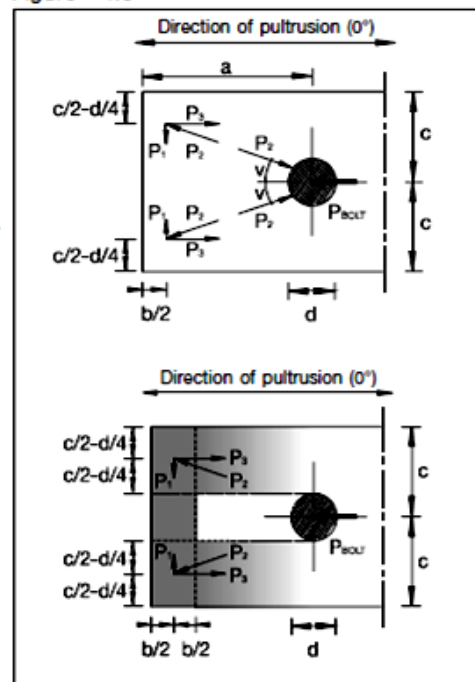 Figure
Direction of pultrusion (0°)
a
c/2-d/4
P₃
P₁
P₂
P₂
v
v
c
P₁
P₂
P₂
P_BOLT
c
P₃
c/2-d/4
b/2
d
Direction of pultrusion (0°)
c/2-d/4
c/2-d/4
P₃
P₁
P₂
c
P_BOLT
c/2-d/4
c/2-d/4
P₁
P₂
P₃
c
b/2
b/2
d